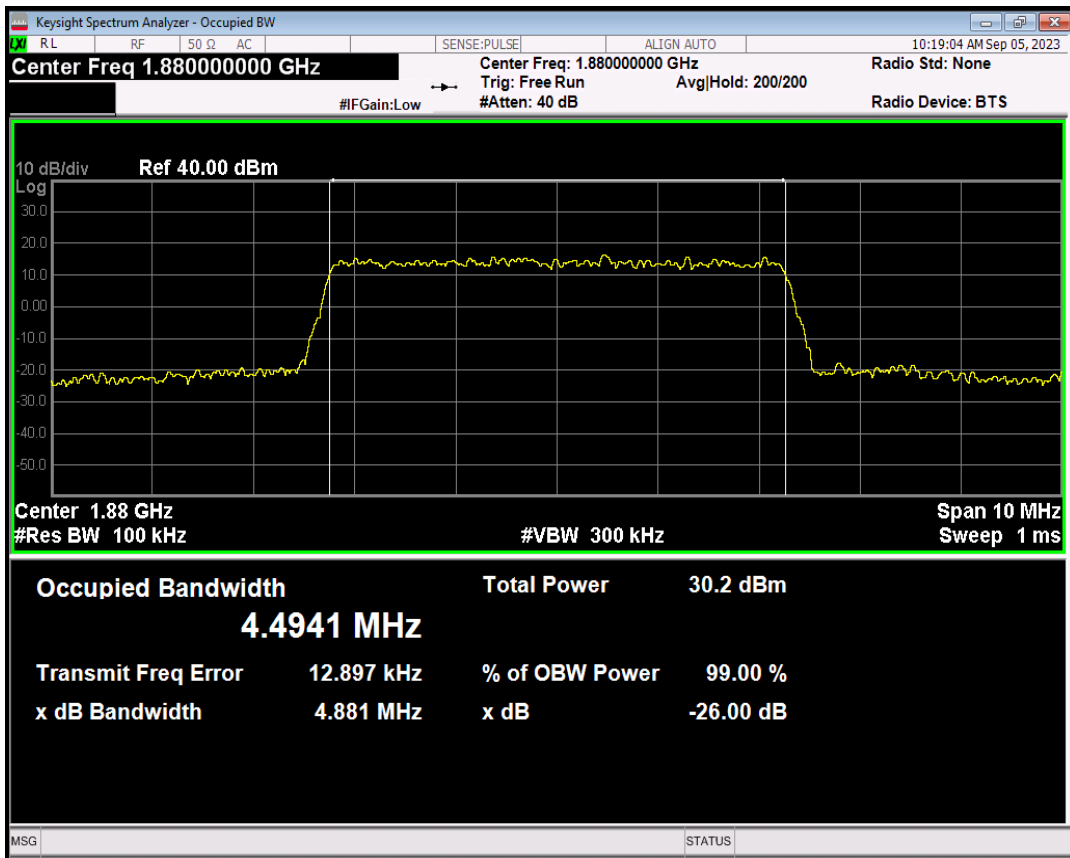 Keysight Spectrum Analyzer - Occupied BW
LXI RL RF 50 Ω AC SENSE:PULSE ALIGN AUTO 10:19:04 AM Sep 05, 2023
Center Freq 1.880000000 GHz Center Freq: 1.880000000 GHz Radio Std: None
Trig: Free Run Avg|Hold: 200/200
#IFGain:Low #Atten: 40 dB Radio Device: BTS
10 dB/div Ref 40.00 dBm
Log
30.0
20.0
10.0
0.00
-10.0
-20.0
-30.0
-40.0
-50.0
Center 1.88 GHz Span 10 MHz
#Res BW 100 kHz #VBW 300 kHz Sweep 1 ms
Occupied Bandwidth Total Power 30.2 dBm
4.4941 MHz
Transmit Freq Error 12.897 kHz % of OBW Power 99.00 %
x dB Bandwidth 4.881 MHz x dB -26.00 dB
MSG STATUS